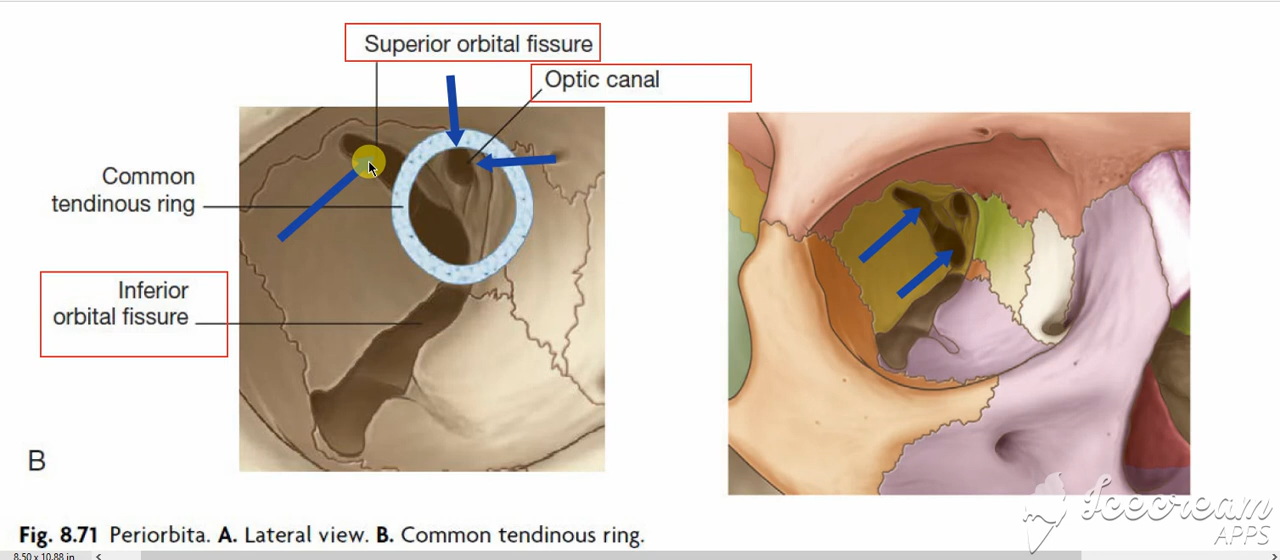 Superior orbital fissure
Optic canal
Common
tendinous ring
Inferior
orbital fissure
B
Fig. 8.71 Periorbita. A. Lateral view. B. Common tendinous ring.
Icecream
APPS
8.50 x 10.88 in